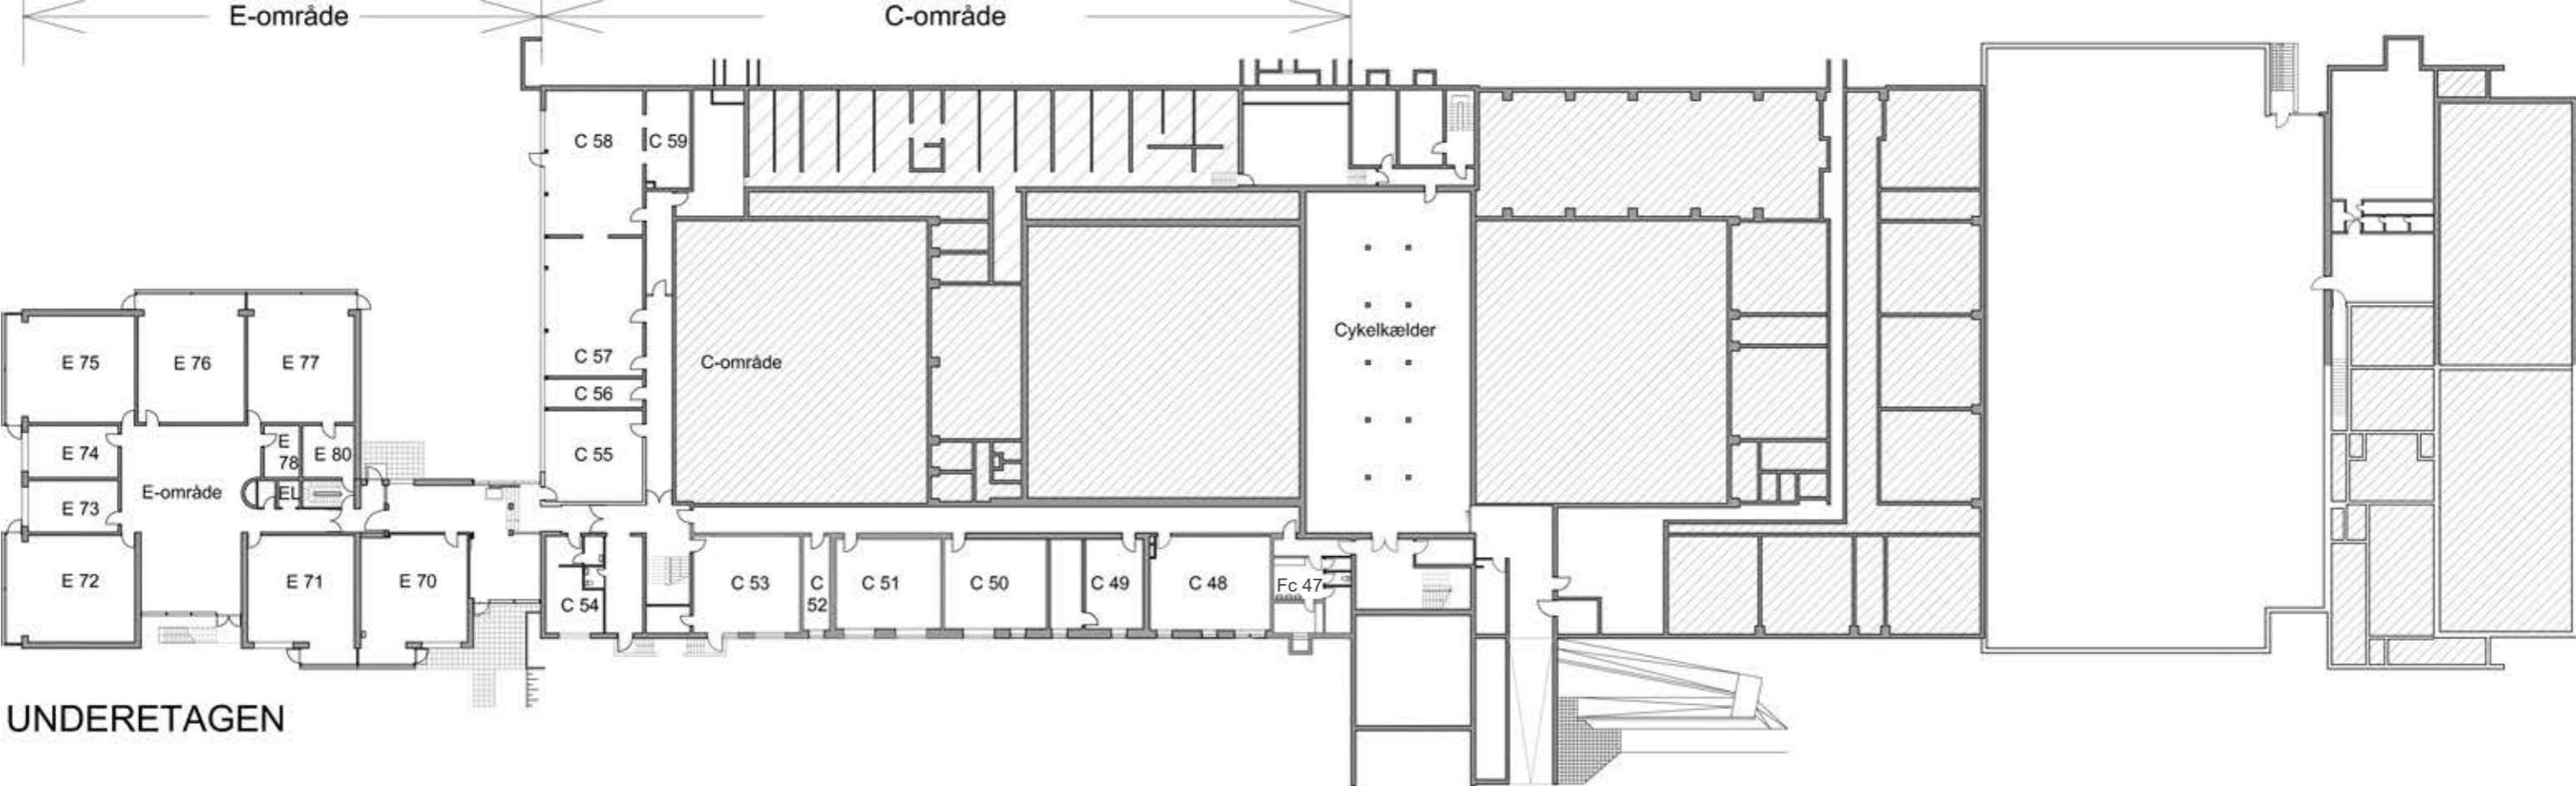 E-område
C-område
C 58
C 59
Cykelkælder
C 57
C-område
E 75
E 76
E 77
C 56
E 74
E
78
E 80
C 55
E-område
EL
E 73
E 72
E 71
E 70
C 54
C 53
C
52
C 51
C 50
C 49
C 48
Fc 47
UNDERETAGEN